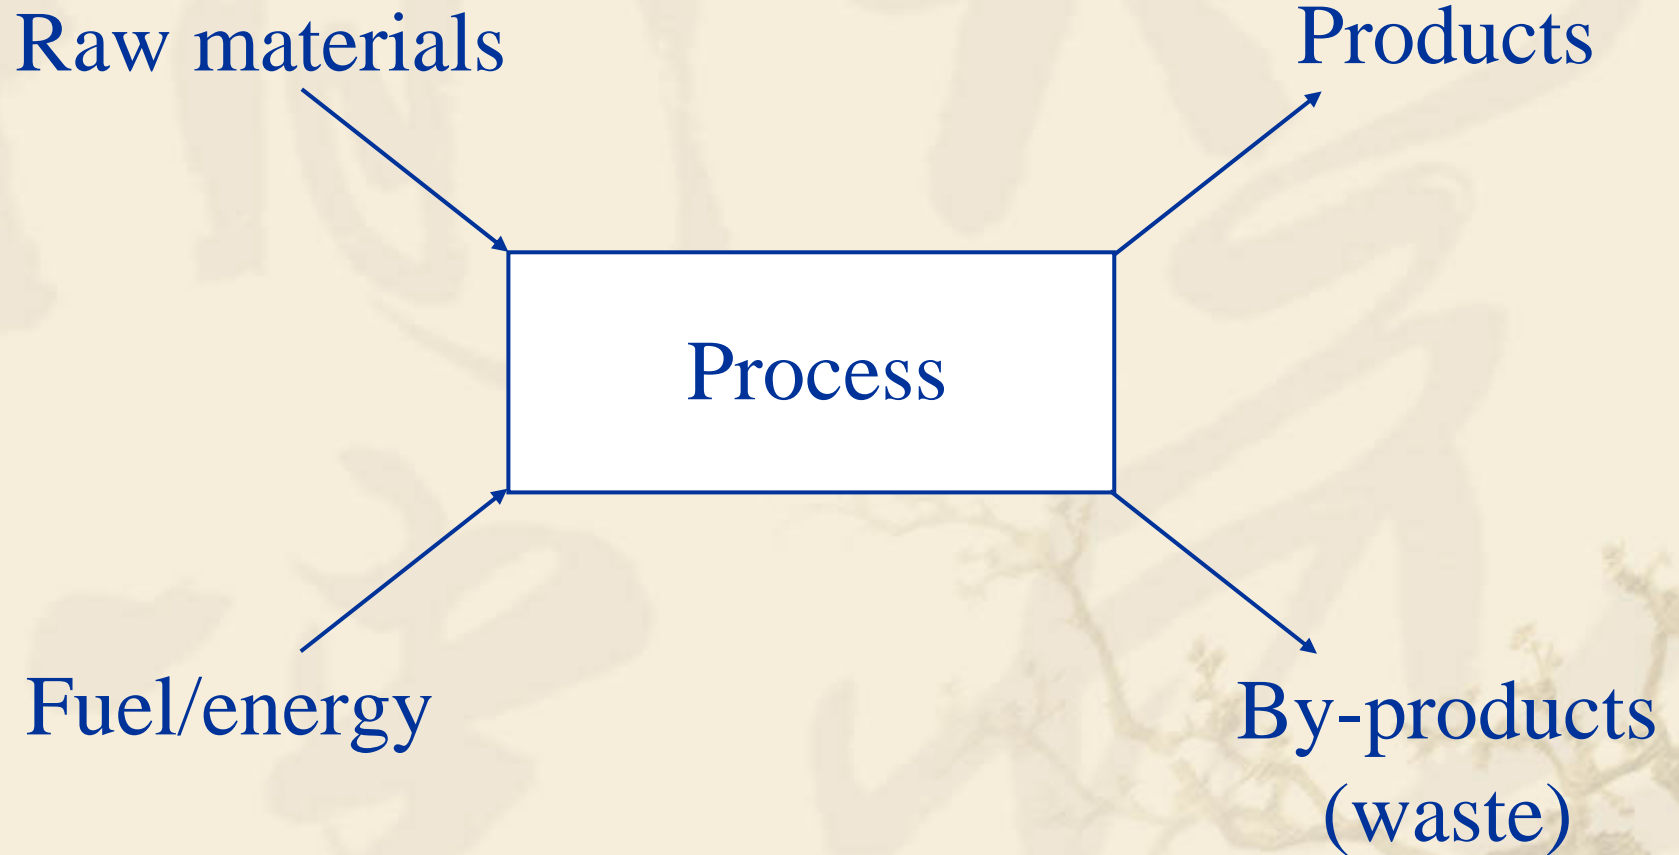 Raw materials
Products
Process
Fuel/energy
By-products
(waste)